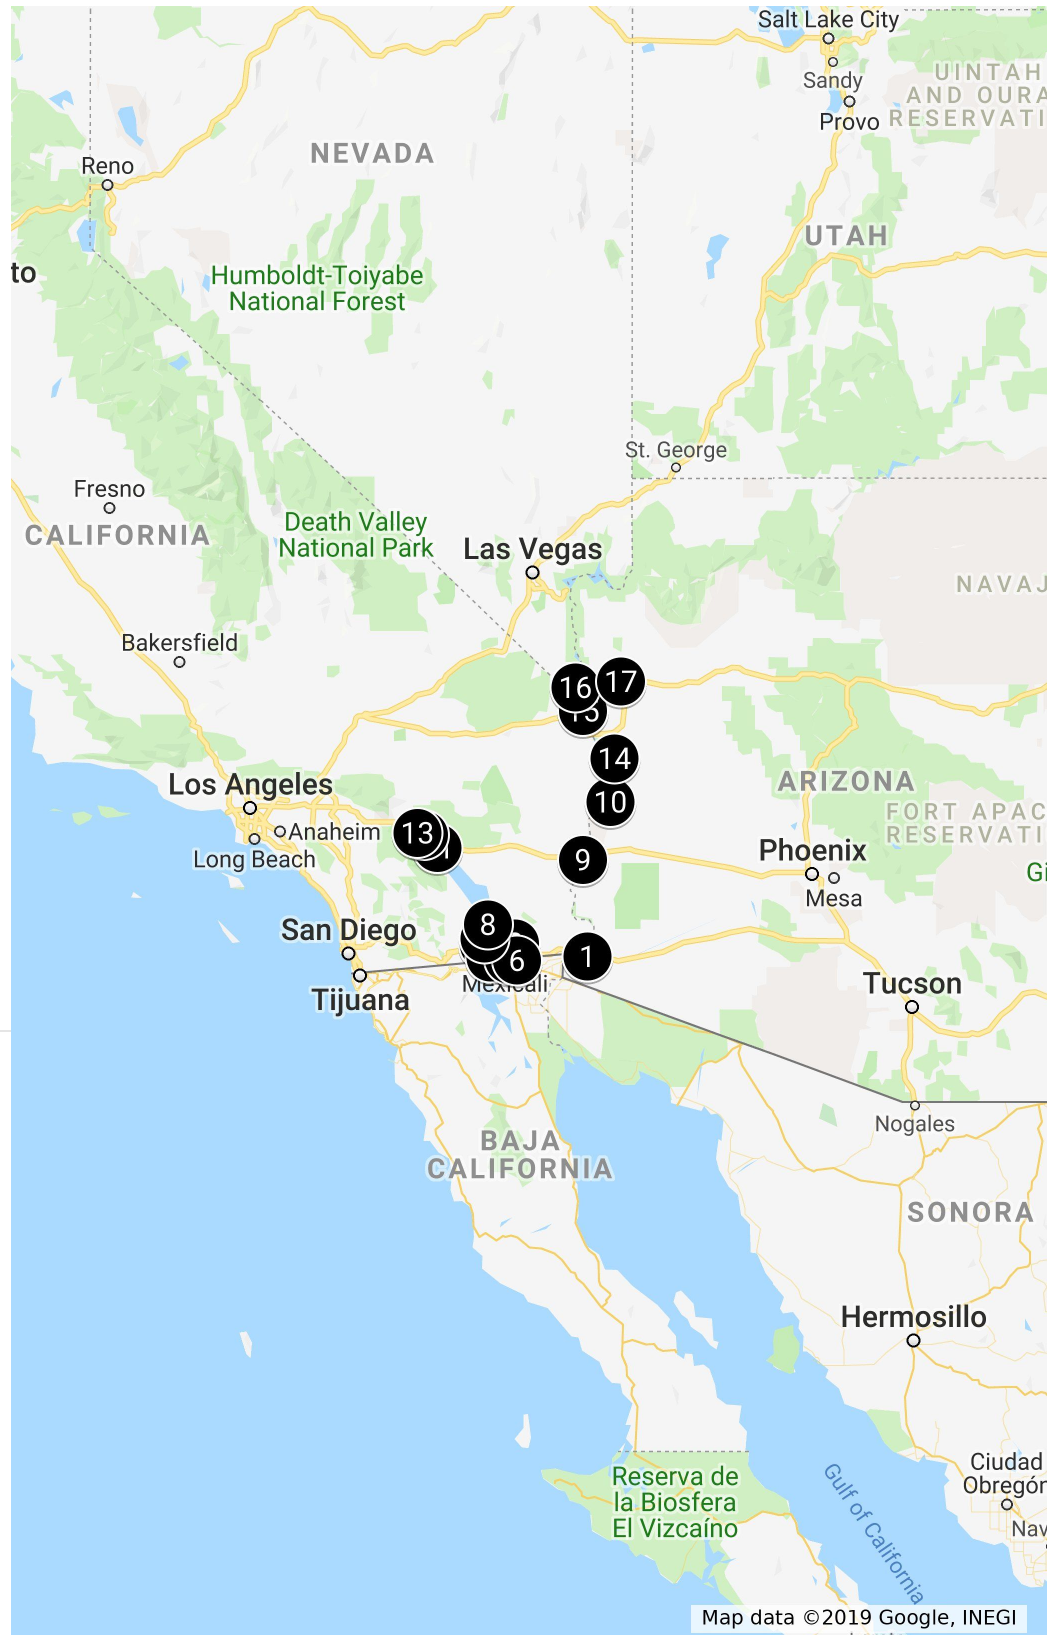 Salt Lake City
Sandy
UINTAH
AND OURA
RESERVATI
Provo
NEVADA
Reno
UTAH
to
Humboldt-Toiyabe
National Forest
St. George
Fresno
CALIFORNIA
Death Valley
National Park
Las Vegas
NAVAJ
Bakersfield
16
17
14
Los Angeles
ARIZONA
10
FORT APAC
RESERVATI
13
Anaheim
Long Beach
9
Phoenix
Mesa
Gi
8
San Diego
6
1
Mexicali
Tijuana
Tucson
Nogales
BAJA
CALIFORNIA
SONORA
Hermosillo
Ciudad
Obregón
Reserva de
la Biosfera
El Vizcaíno
Gulf of California
Nav
Map data ©2019 Google, INEGI